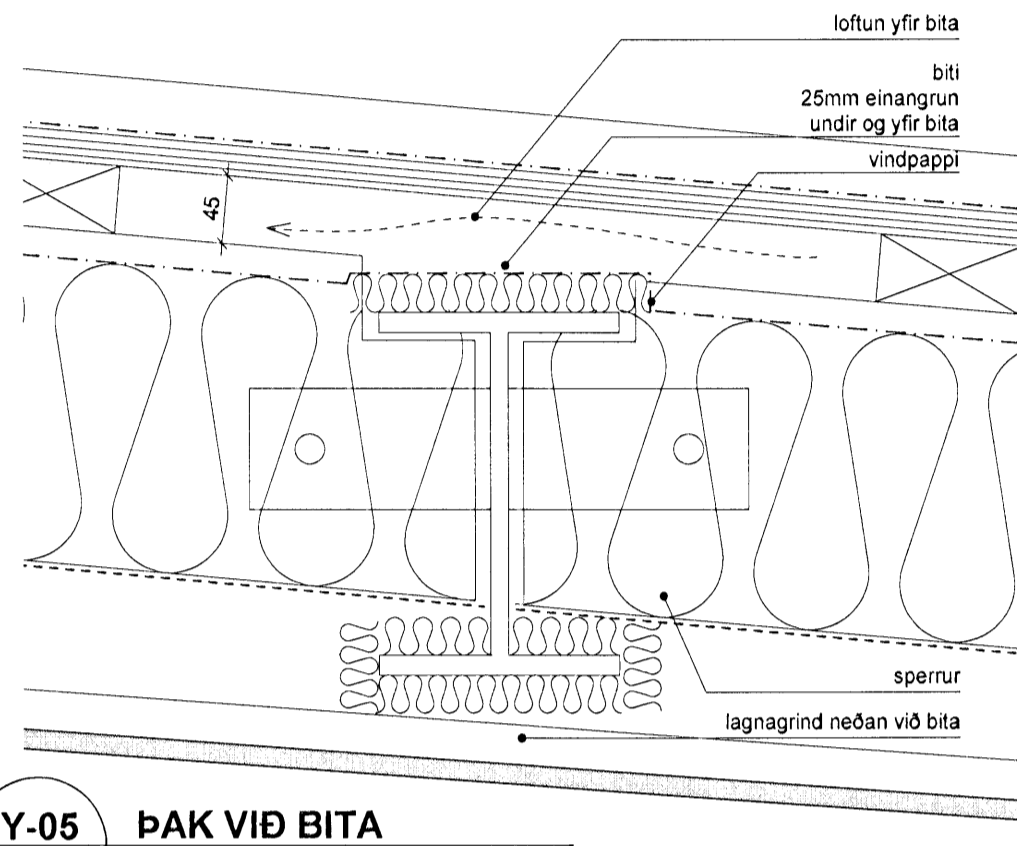 loftun yfir bita
biti
25mm einangrun
undir og yfir bita
vindpappi
45
sperrur
lagnagrind neðan við bita
Y-05 ÞAK VIÐ BITA